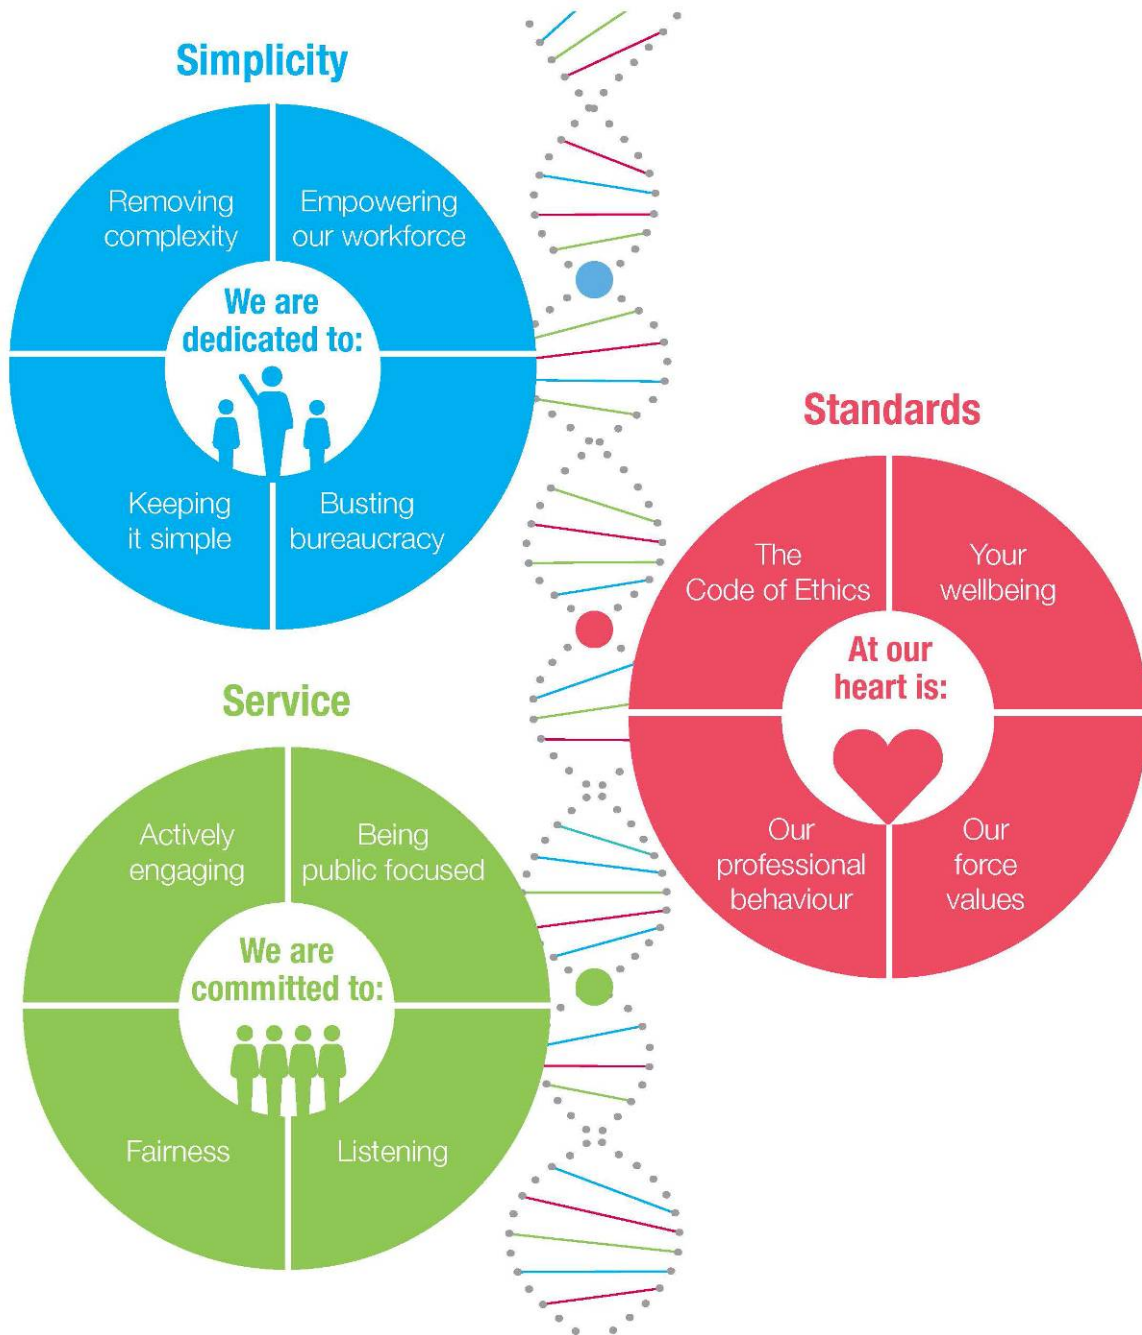 Simplicity
Removing
complexity
Empowering
our workforce
We are
dedicated to:
Keeping
it simple
Busting
bureaucracy
Standards
The
Code of Ethics
Your
wellbeing
At our
heart is:
Our
professional
behaviour
Our
force
values
Service
Actively
engaging
Being
public focused
We are
committed to:
Fairness
Listening